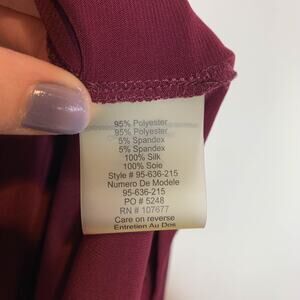 95% Polyester
95% Polyester
5% Spandex
5% Spandex
100% Silk
100% Soie
Style # 95-636-215
Numero De Modele
95-636-215
PO # 5248
RN # 107677
Care on reverse
Entretien Au Dos